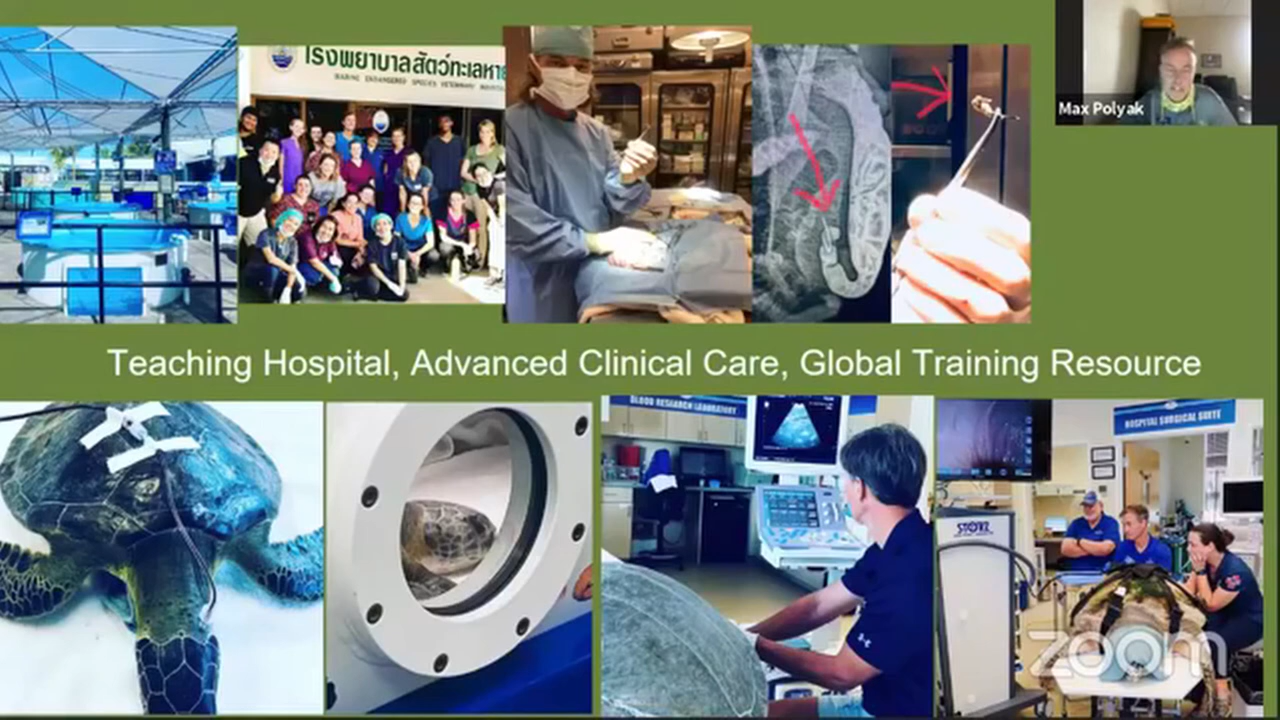 โรงพยาบาลสัตว์ทะเลหาย
MARINE ENDANGERED SPECIES VETERINARY HOSPITAL
Max Polyak
Teaching Hospital, Advanced Clinical Care, Global Training Resource
BLOOD RESEARCH LABORATORY
HOSPITAL SURGICAL SUITE
STORZ
zoom